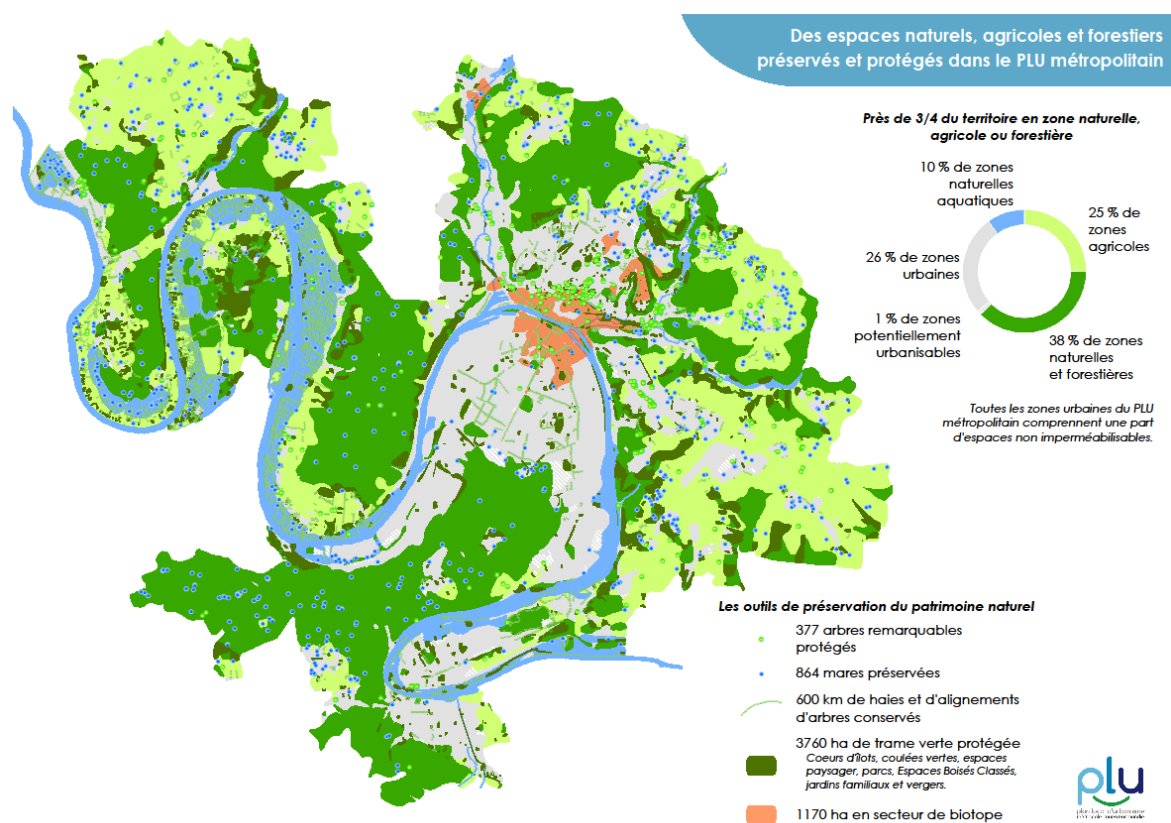 Des espaces naturels, agricoles et forestiers
préservés et protégés dans le PLU métropolitain
Près de 3/4 du territoire en zone naturelle,
agricole ou forestière
10 % de zones
naturelles
aquatiques
25 % de
zones
agricoles
26 % de zones
urbaines
1 % de zones
potentiellement
urbanisables
38 % de zones
naturelles
et forestières
Toutes les zones urbaines du PLU
métropolitain comprennent une part
d'espaces non imperméabilisables.
Les outils de préservation du patrimoine naturel
377 arbres remarquables
protégés
864 mares préservées
600 km de haies et d'alignements
d'arbres conservés
3760 ha de trame verte protégée
Coeurs d'îlots, coulées vertes, espaces
paysager, parcs, Espaces Boisés Classés,
jardins familiaux et vergers.
1170 ha en secteur de biotope
plu
plan local d'urbanisme